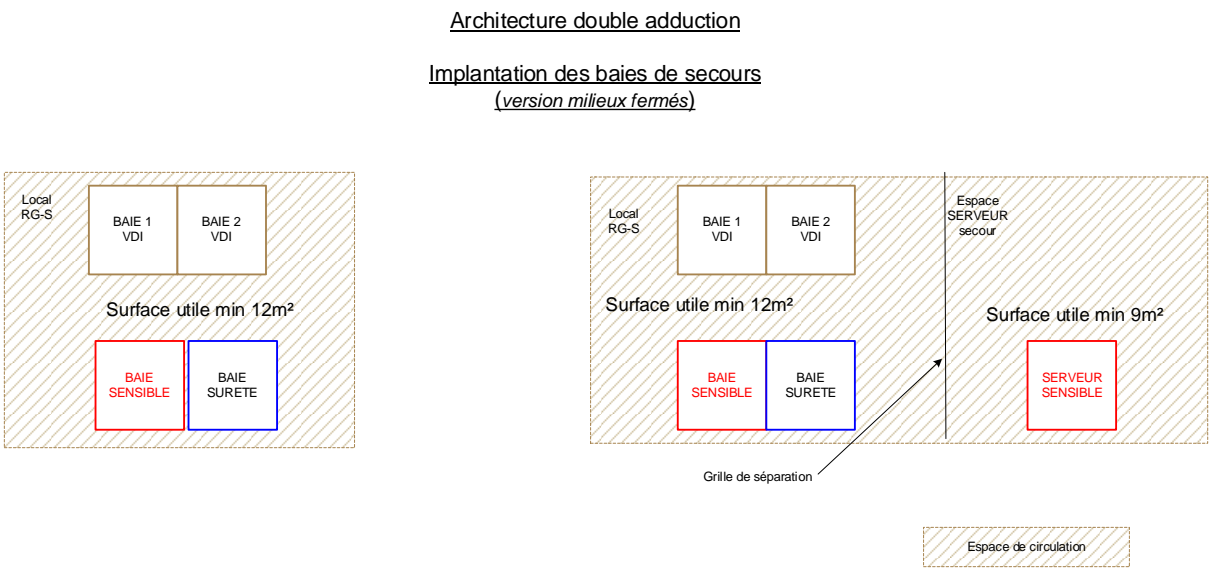 Architecture double adduction
Implantation des baies de secours
(version milieux fermés)
Local
RG-S
BAIE 1
VDI
BAIE 2
VDI
Surface utile min 12m²
BAIE
SENSIBLE
BAIE
SURETE
Local
RG-S
BAIE 1
VDI
BAIE 2
VDI
Espace
SERVEUR
secour
Surface utile min 12m²
Surface utile min 9m²
BAIE
SENSIBLE
BAIE
SURETE
SERVEUR
SENSIBLE
Grille de séparation
Espace de circulation